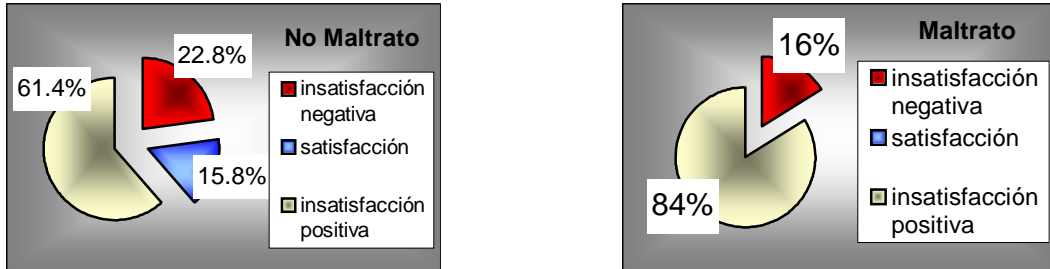 No Maltrato
22.8%
61.4%
15.8%
insatisfacción
negativa
satisfacción
insatisfacción
positiva
Maltrato
16%
84%
insatisfacción
negativa
satisfacción
insatisfacción
positiva